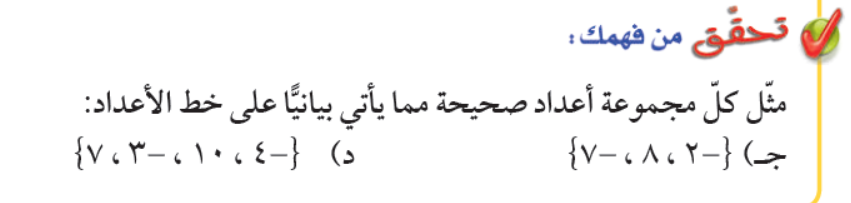 تحقّق من فهمك :
مثّل كلّ مجموعة أعداد صحيحة مما يأتي بيانيًّا على خط الأعداد:
جـ) {−٢ ، ٨ ، −٧} د) {−٤ ، ١٠ ، −٣ ، ٧}